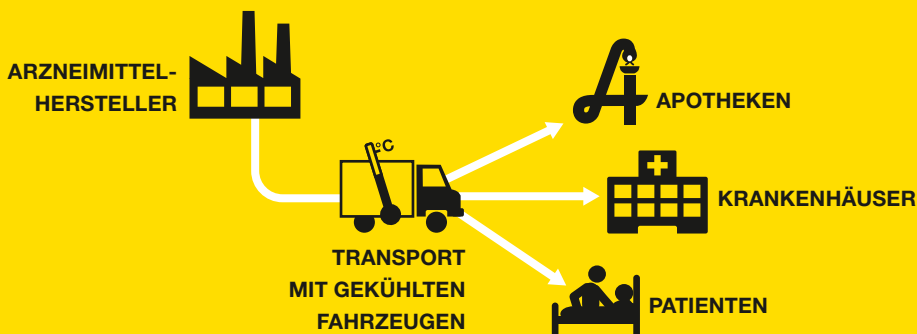 ARZNEIMITTEL-
HERSTELLER
°C
APOTHEKEN
KRANKENHÄUSER
TRANSPORT
MIT GEKÜHLTEN
FAHRZEUGEN
PATIENTEN